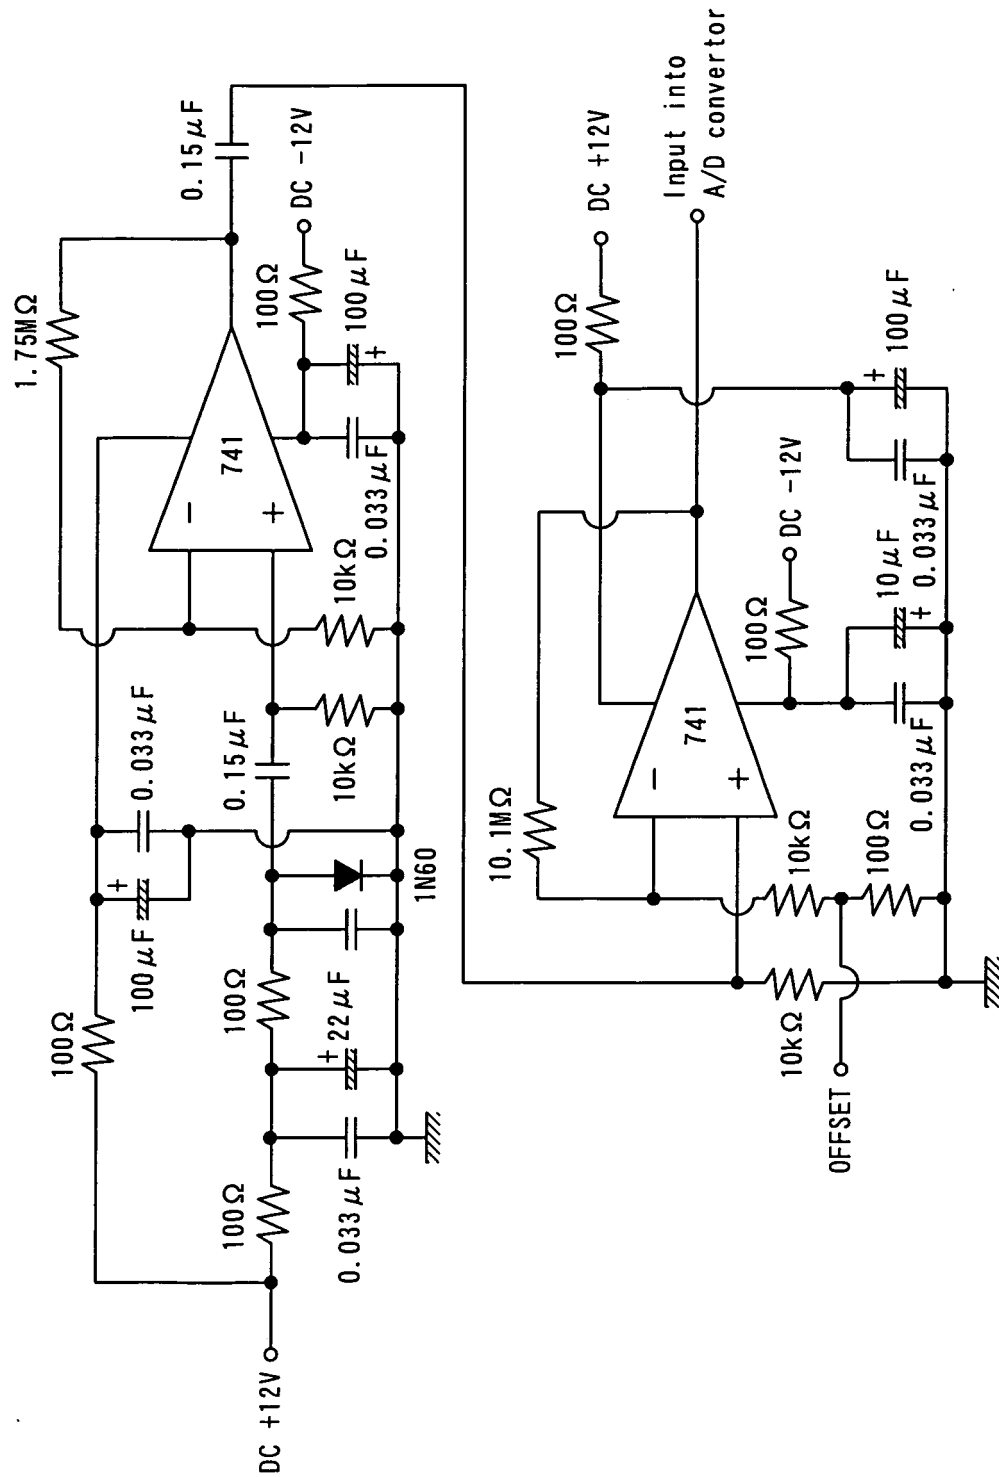 1.75MΩ
0.15μF
100Ω
DC -12V
100μF
0.033μF
741
−
+
10kΩ
10kΩ
0.15μF
0.033μF
+
100μF
100Ω
1N60
100Ω
22μF
+
100Ω
0.033μF
DC +12V
+
DC +12V
100Ω
Input into
A/D convertor
100μF
+
0.033μF
DC -12V
100Ω
10μF
+
0.033μF
741
−
+
10.1MΩ
10kΩ
100Ω
10kΩ
OFFSET